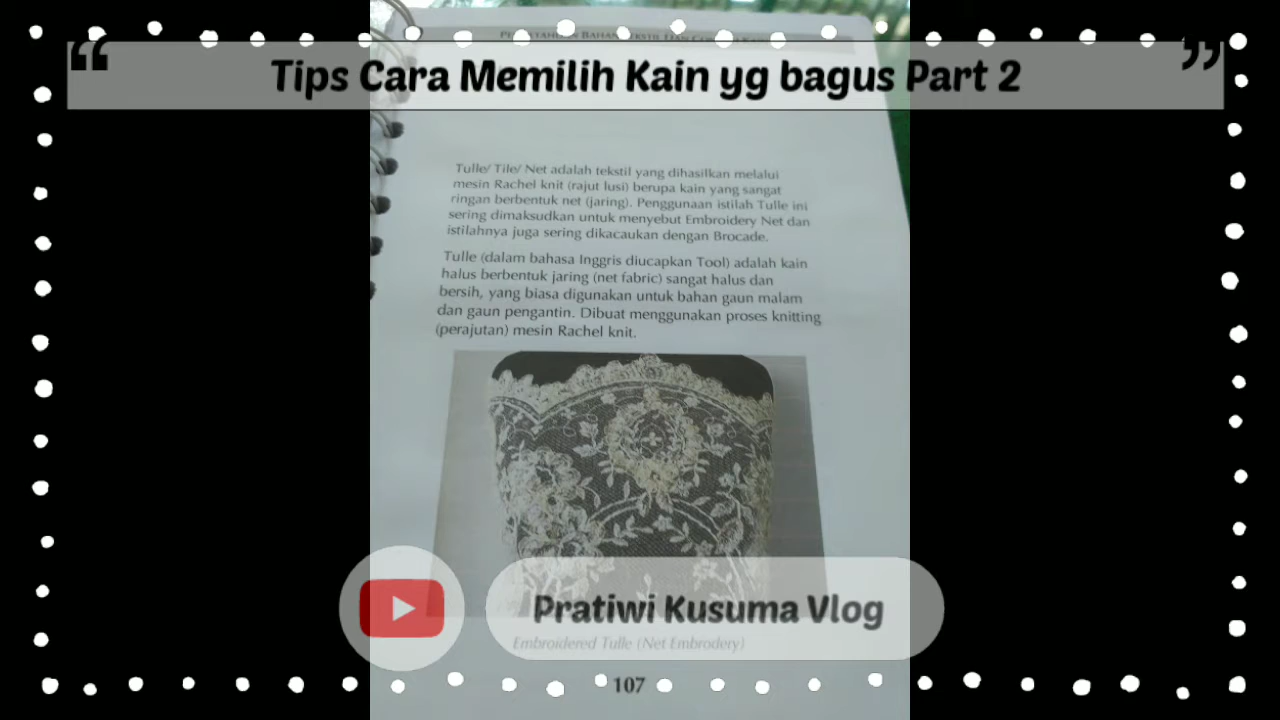 “
”
Tips Cara Memilih Kain yg bagus Part 2
Tulle/ Tile/ Net adalah tekstil yang dihasilkan melalui
mesin Rachel knit (rajut lusi) berupa kain yang sangat
ringan berbentuk net (jaring). Penggunaan istilah Tulle ini
sering dimaksudkan untuk menyebut Embroidery Net dan
istilahnya juga sering dikacaukan dengan Brocade.
Tulle (dalam bahasa Inggris diucapkan Tool) adalah kain
halus berbentuk jaring (net fabric) sangat halus dan
bersih, yang biasa digunakan untuk bahan gaun malam
dan gaun pengantin. Dibuat menggunakan proses knitting
(perajutan) mesin Rachel knit.
Pratiwi Kusuma Vlog
Embroidered Tulle (Net Embrodery)
107